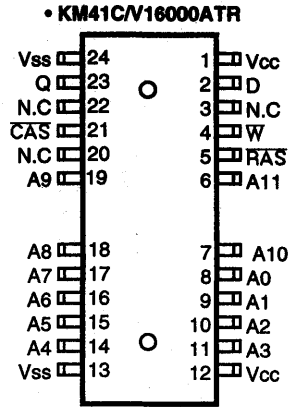 • KM41C/V16000ATR
Vss 24 1 Vcc
Q 23 2 D
N.C 22 3 N.C
CAS 21 4 W
N.C 20 5 RAS
A9 19 6 A11
A8 18 7 A10
A7 17 8 A0
A6 16 9 A1
A5 15 10 A2
A4 14 11 A3
Vss 13 12 Vcc